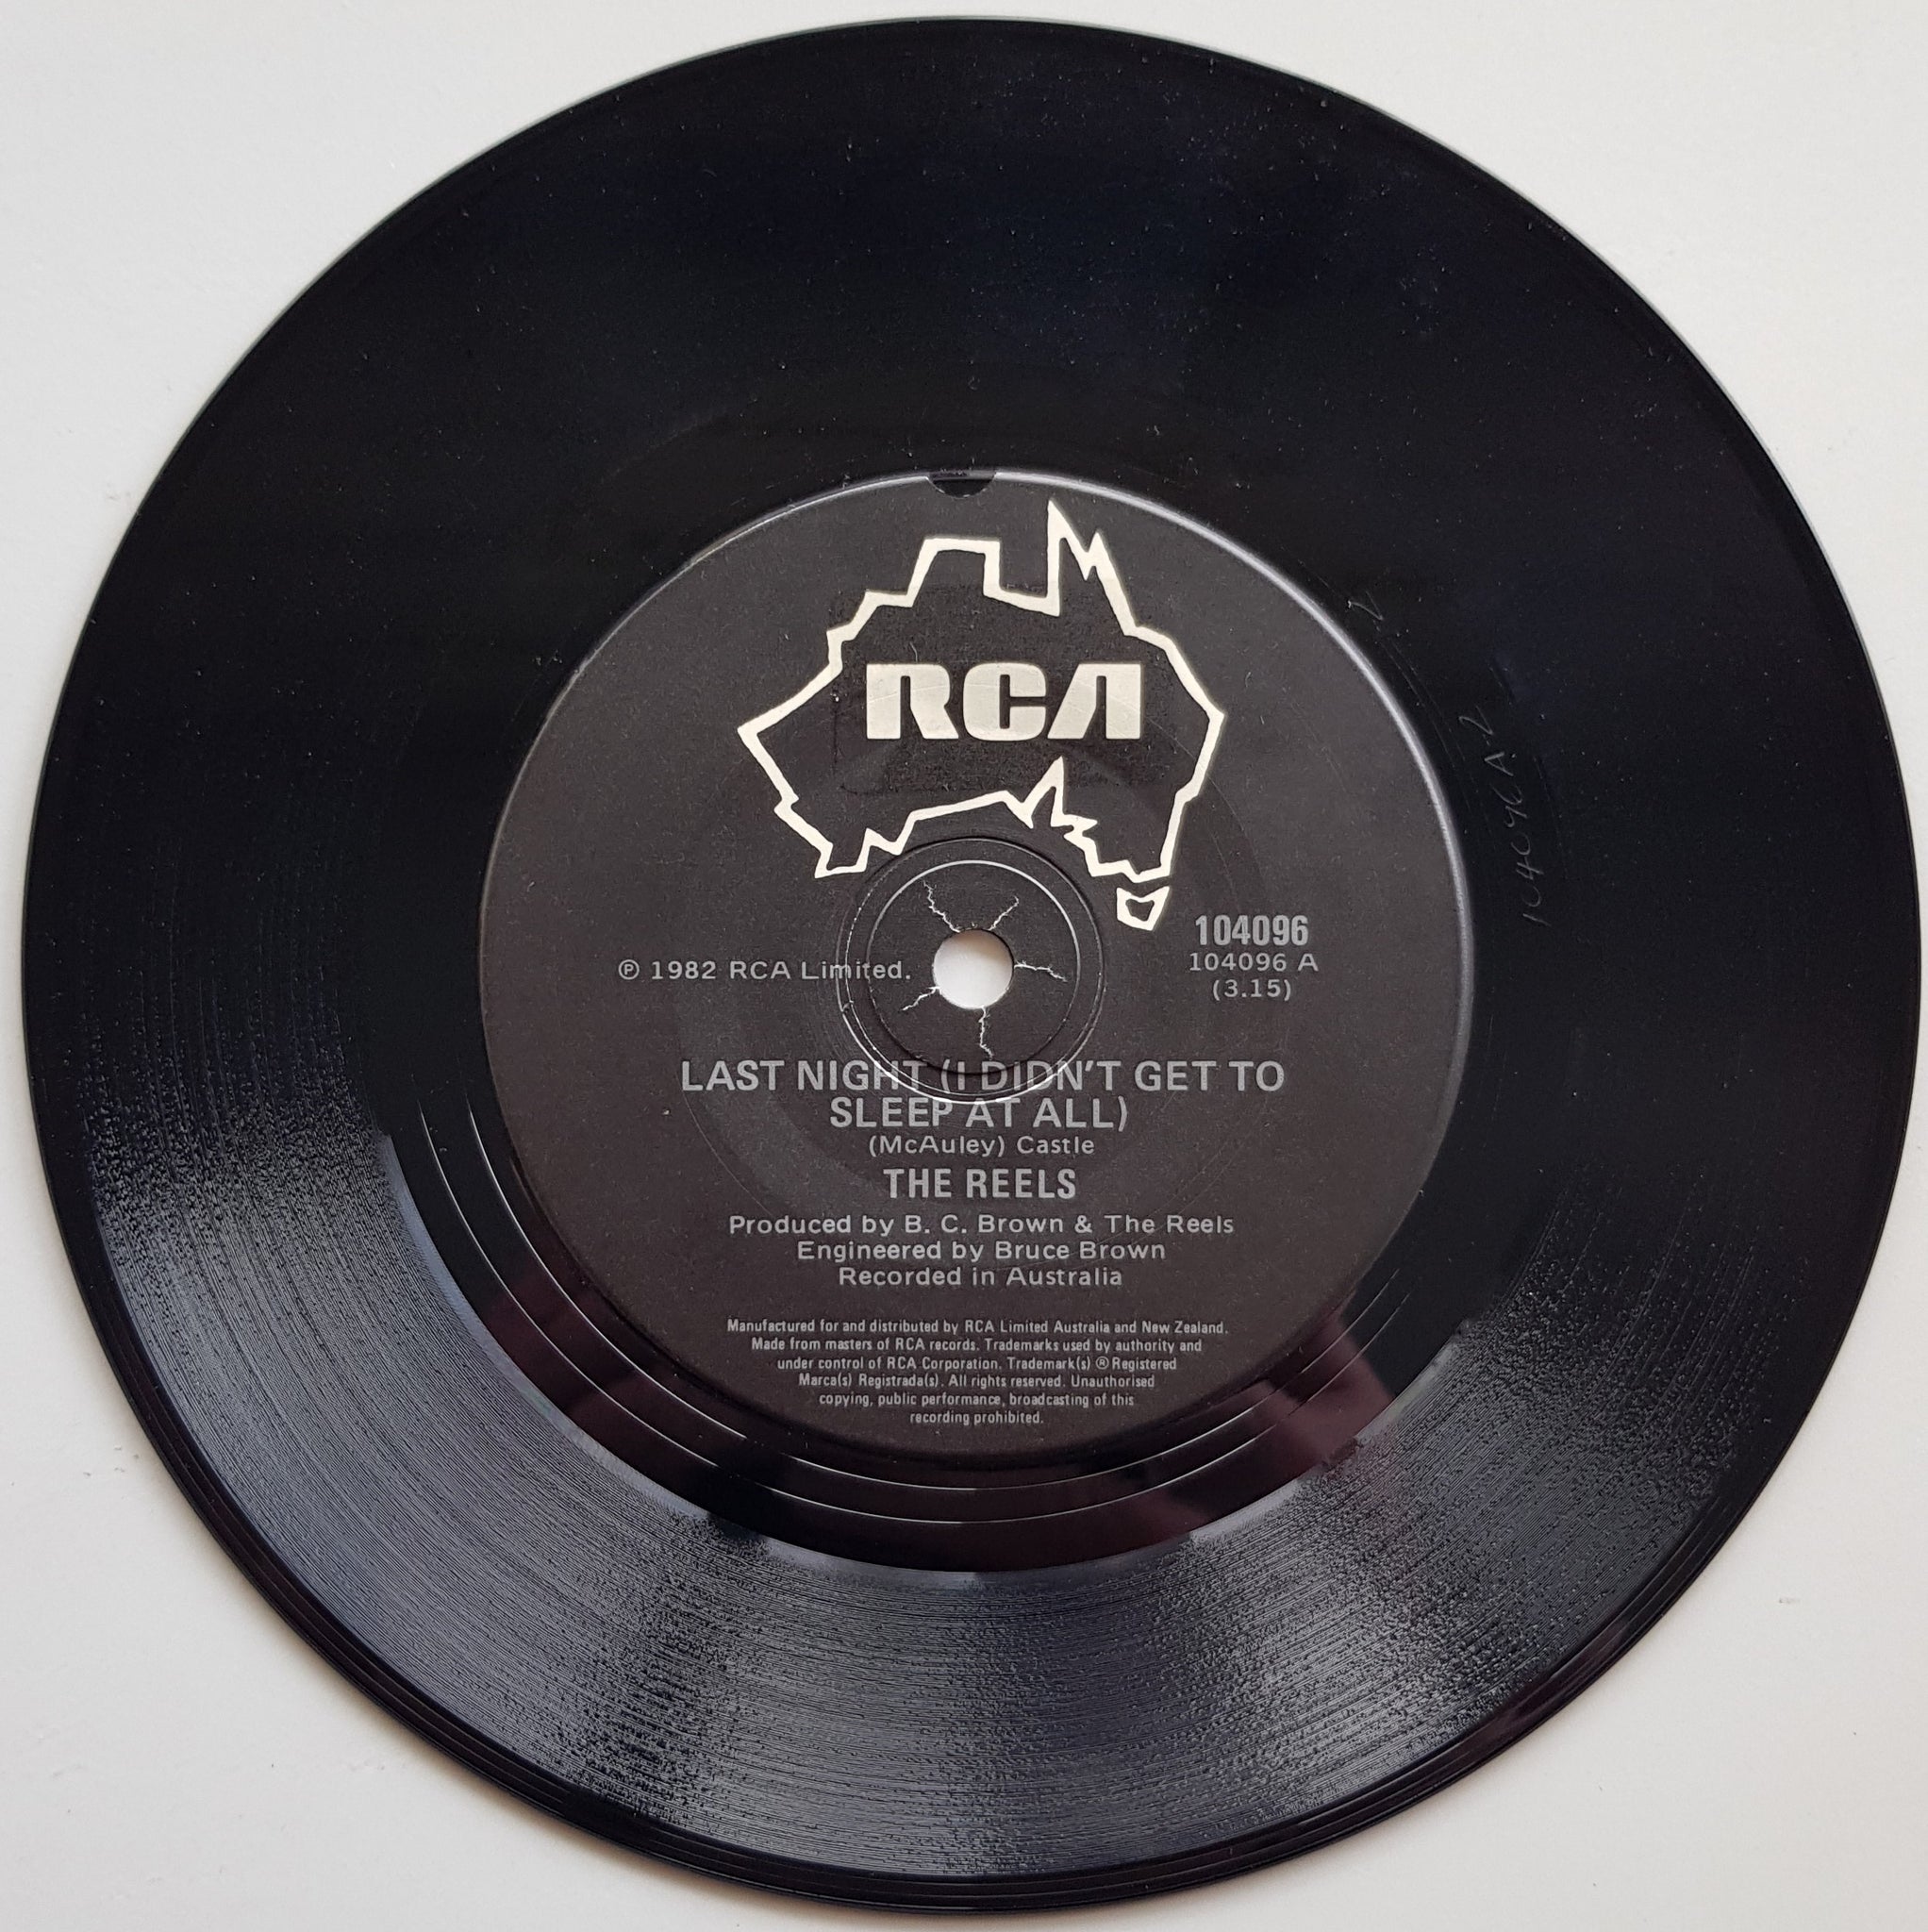 RCA
104096
104096 A
(3.15)
℗ 1982 RCA Limited.
LAST NIGHT (I DIDN'T GET TO
SLEEP AT ALL)
(McAuley) Castle
THE REELS
Produced by B. C. Brown & The Reels
Engineered by Bruce Brown
Recorded in Australia
Manufactured for and distributed by RCA Limited Australia and New Zealand.
Made from masters of RCA records. Trademarks used by authority and
under control of RCA Corporation. Trademark(s) ® Registered
Marca(s) Registrada(s). All rights reserved. Unauthorised
copying, public performance, broadcasting of this
recording prohibited.